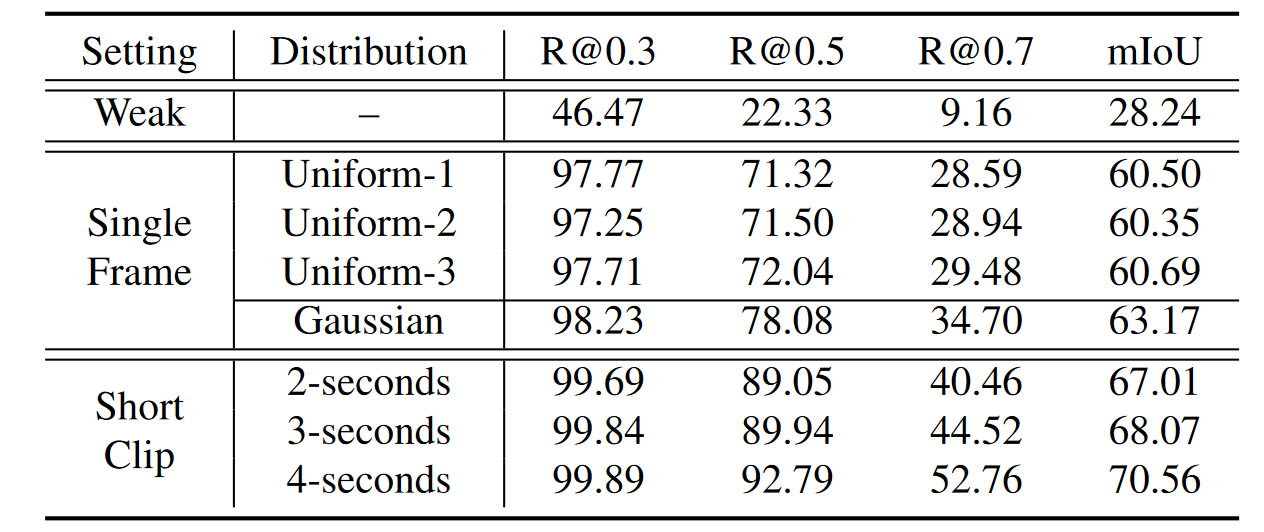 Setting Distribution R@0.3 R@0.5 R@0.7 mIoU
Weak – 46.47 22.33 9.16 28.24
Single Frame
Uniform-1 97.77 71.32 28.59 60.50
Uniform-2 97.25 71.50 28.94 60.35
Uniform-3 97.71 72.04 29.48 60.69
Gaussian 98.23 78.08 34.70 63.17
Short Clip
2-seconds 99.69 89.05 40.46 67.01
3-seconds 99.84 89.94 44.52 68.07
4-seconds 99.89 92.79 52.76 70.56